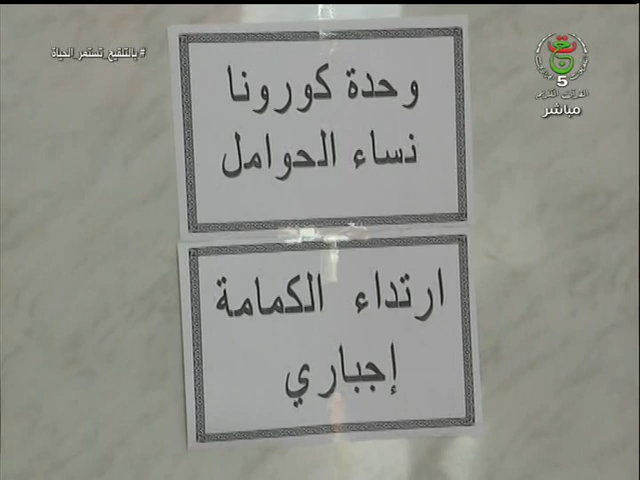 #بالتلقيح_تستمر_الحياة
5
مباشر
وحدة كورونا
نساء الحوامل
ارتداء الكمامة
إجباري